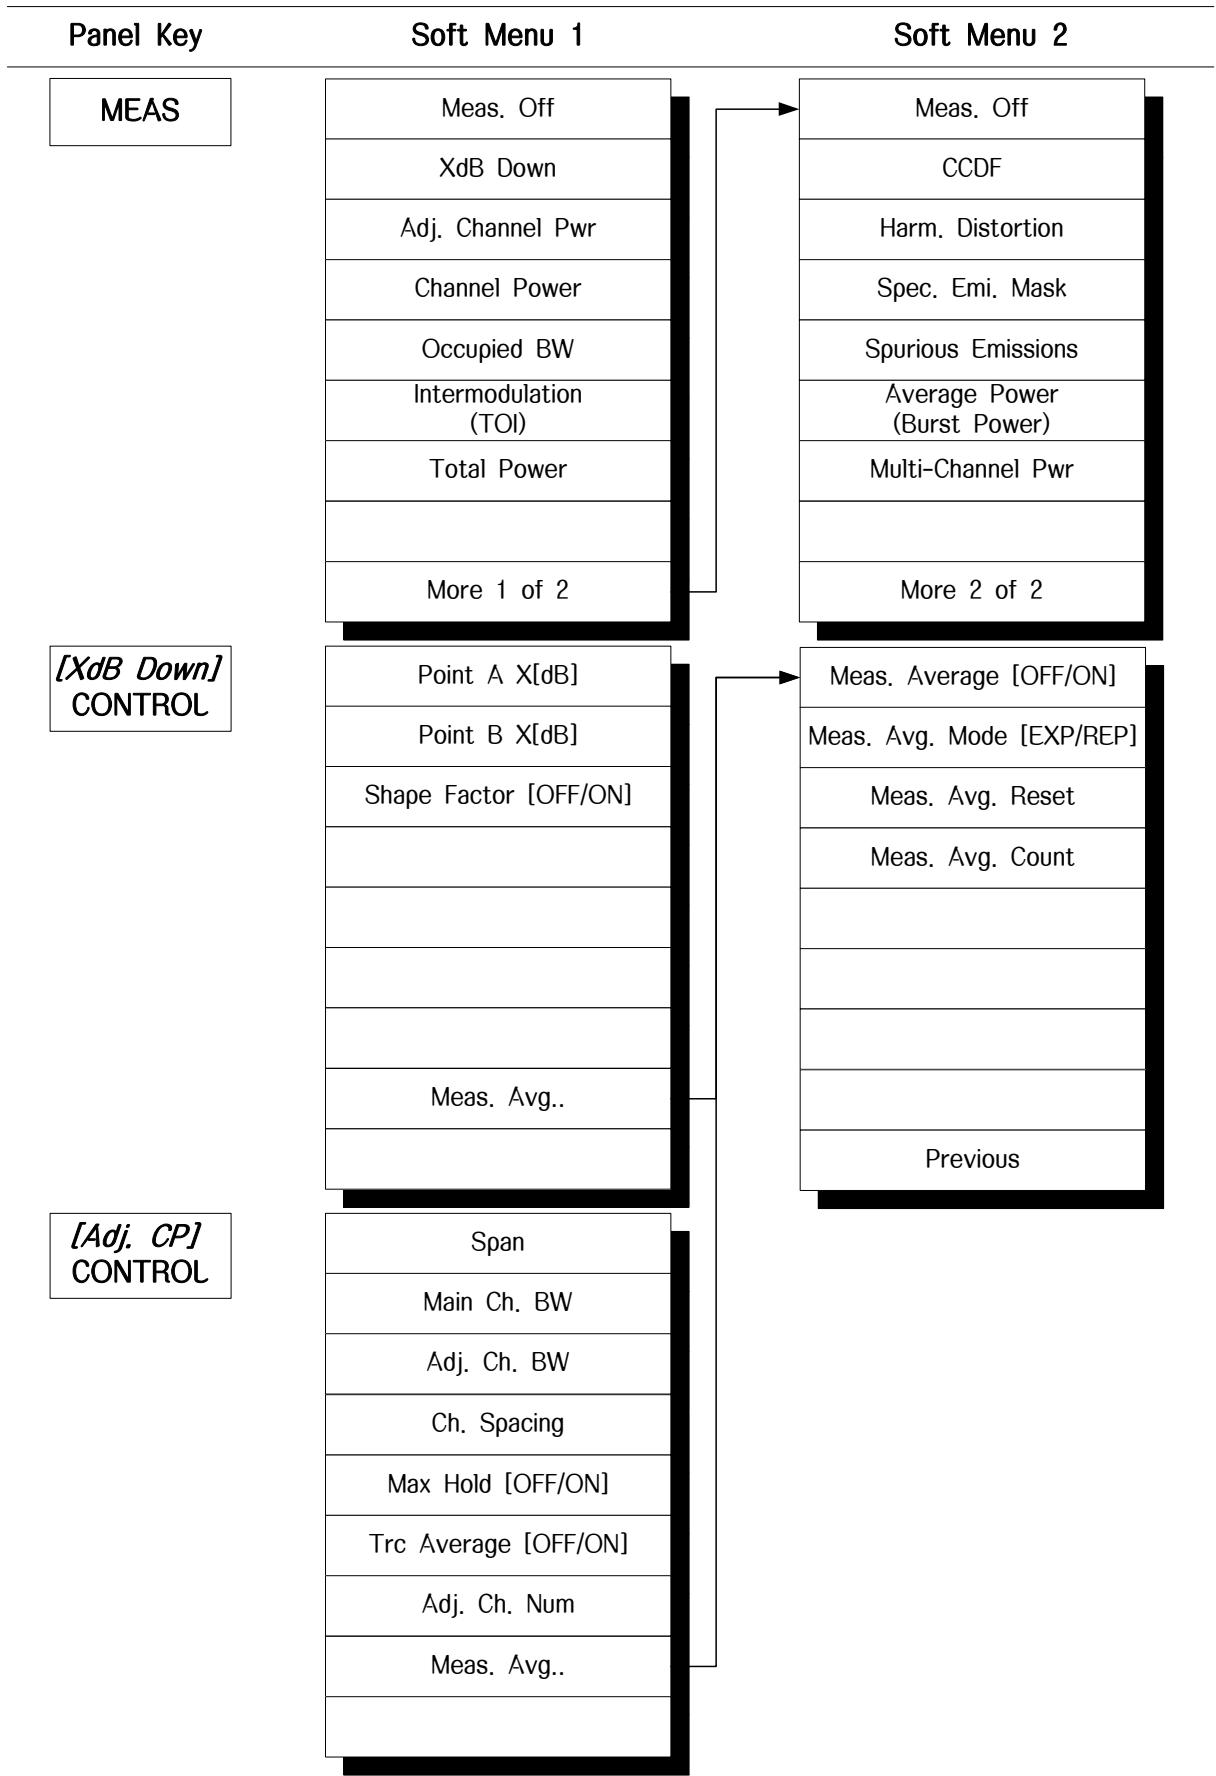 Panel Key
Soft Menu 1
Soft Menu 2
MEAS
Meas. Off
XdB Down
Adj. Channel Pwr
Channel Power
Occupied BW
Intermodulation
(TOI)
Total Power
More 1 of 2
Meas. Off
CCDF
Harm. Distortion
Spec. Emi. Mask
Spurious Emissions
Average Power
(Burst Power)
Multi-Channel Pwr
More 2 of 2
[XdB Down]
CONTROL
Point A X[dB]
Point B X[dB]
Shape Factor [OFF/ON]
Meas. Avg..
Meas. Average [OFF/ON]
Meas. Avg. Mode [EXP/REP]
Meas. Avg. Reset
Meas. Avg. Count
Previous
[Adj. CP]
CONTROL
Span
Main Ch. BW
Adj. Ch. BW
Ch. Spacing
Max Hold [OFF/ON]
Trc Average [OFF/ON]
Adj. Ch. Num
Meas. Avg..